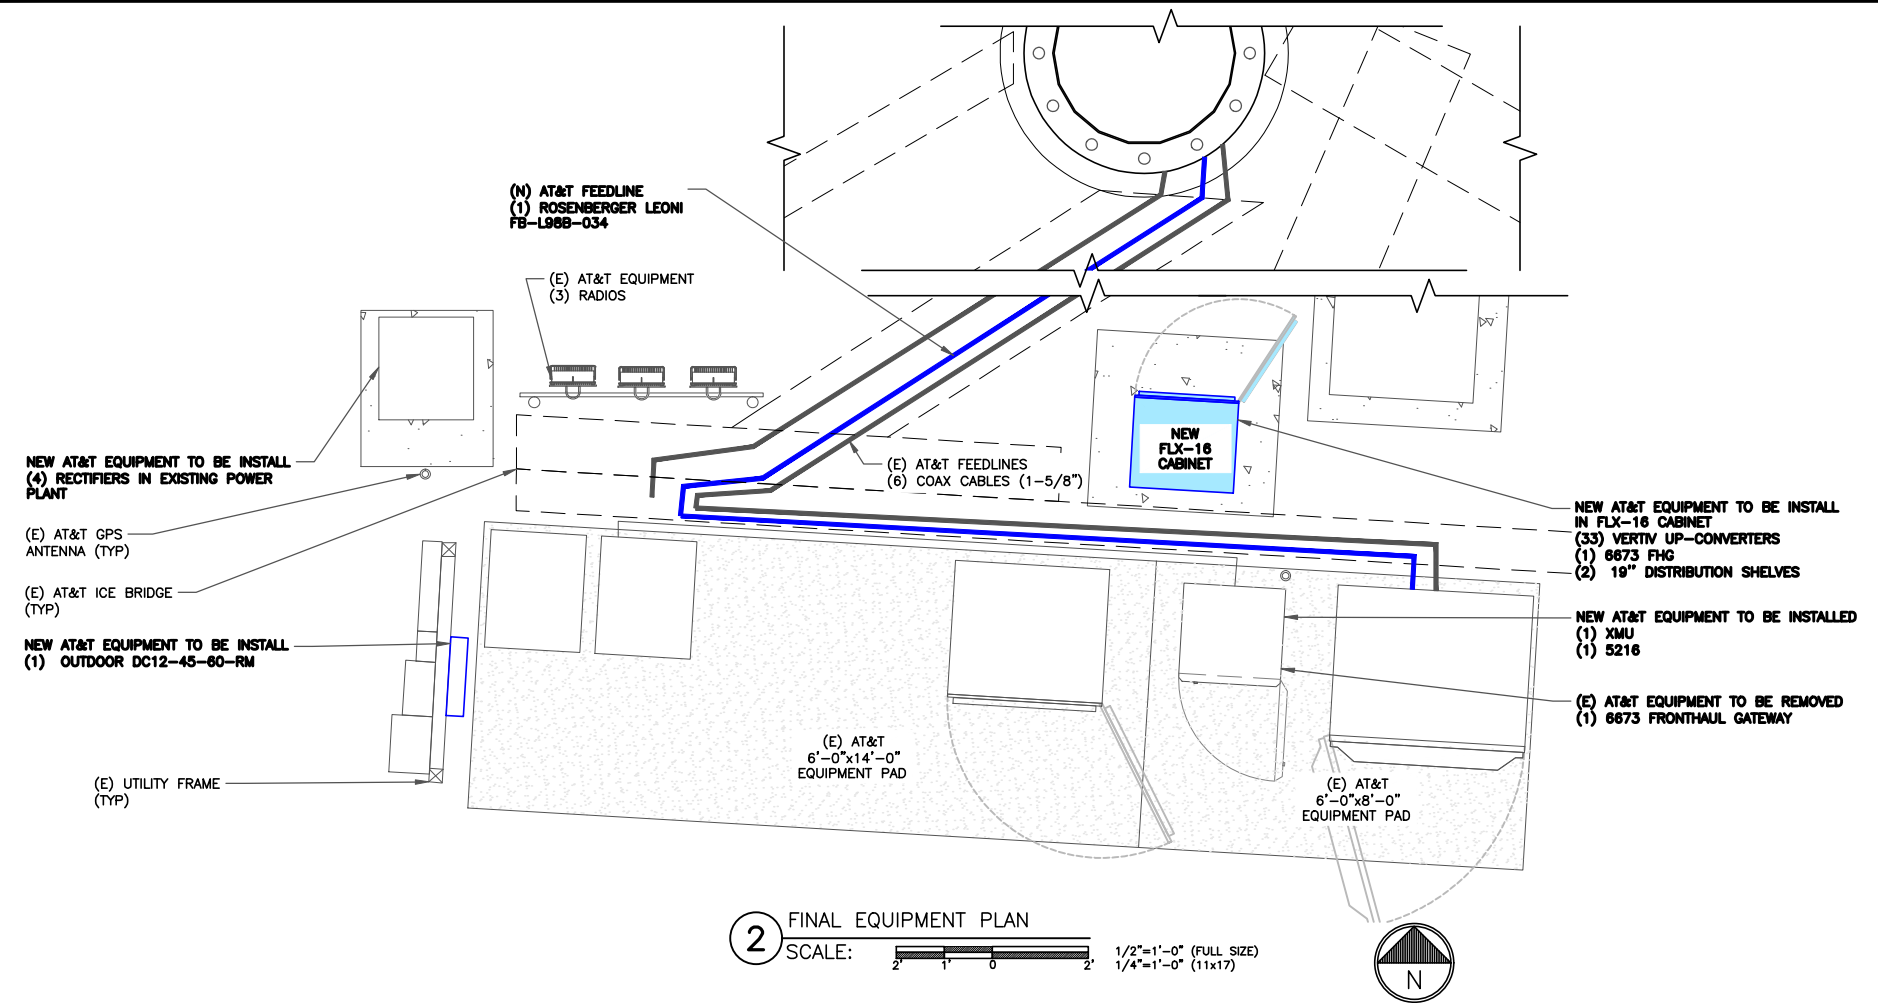 (N) AT&T FEEDLINE
(1) ROSENBERGER LEONI
FB-L98B-034
(E) AT&T EQUIPMENT
(3) RADIOS
NEW AT&T EQUIPMENT TO BE INSTALL
(4) RECTIFIERS IN EXISTING POWER
PLANT
(E) AT&T GPS
ANTENNA (TYP)
(E) AT&T ICE BRIDGE
(TYP)
NEW AT&T EQUIPMENT TO BE INSTALL
(1) OUTDOOR DC12-45-60-RM
(E) UTILITY FRAME
(TYP)
(E) AT&T FEEDLINES
(6) COAX CABLES (1-5/8")
NEW
FLX-16
CABINET
NEW AT&T EQUIPMENT TO BE INSTALL
IN FLX-16 CABINET
(33) VERTIV UP-CONVERTERS
(1) 6673 FHG
(2) 19" DISTRIBUTION SHELVES
NEW AT&T EQUIPMENT TO BE INSTALLED
(1) XMU
(1) 5216
(E) AT&T EQUIPMENT TO BE REMOVED
(1) 6673 FRONTHAUL GATEWAY
(E) AT&T
6'-0"x14'-0"
EQUIPMENT PAD
(E) AT&T
6'-0"x8'-0"
EQUIPMENT PAD
2
FINAL EQUIPMENT PLAN
SCALE:
2' 1' 0 2'
1/2"=1'-0" (FULL SIZE)
1/4"=1'-0" (11x17)
N